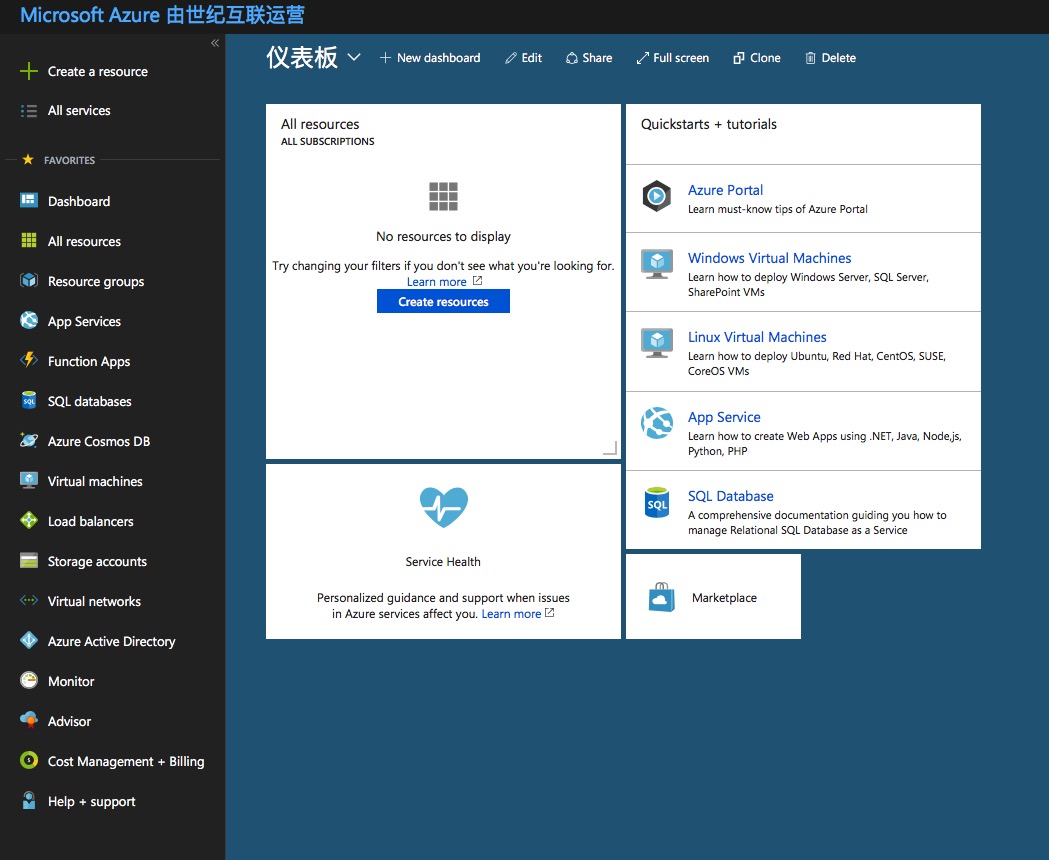 Microsoft Azure 由世纪互联运营
«
Create a resource
All services
FAVORITES
Dashboard
All resources
Resource groups
App Services
Function Apps
SQL databases
Azure Cosmos DB
Virtual machines
Load balancers
Storage accounts
Virtual networks
Azure Active Directory
Monitor
Advisor
Cost Management + Billing
Help + support
仪表板 New dashboard Edit Share Full screen Clone Delete
All resources
ALL SUBSCRIPTIONS
No resources to display
Try changing your filters if you don't see what you're looking for.
Learn more
Create resources
Service Health
Personalized guidance and support when issues
in Azure services affect you. Learn more
Quickstarts + tutorials
Azure Portal
Learn must-know tips of Azure Portal
Windows Virtual Machines
Learn how to deploy Windows Server, SQL Server,
SharePoint VMs
Linux Virtual Machines
Learn how to deploy Ubuntu, Red Hat, CentOS, SUSE,
CoreOS VMs
App Service
Learn how to create Web Apps using .NET, Java, Node.js,
Python, PHP
SQL
SQL Database
A comprehensive documentation guiding you how to
manage Relational SQL Database as a Service
Marketplace